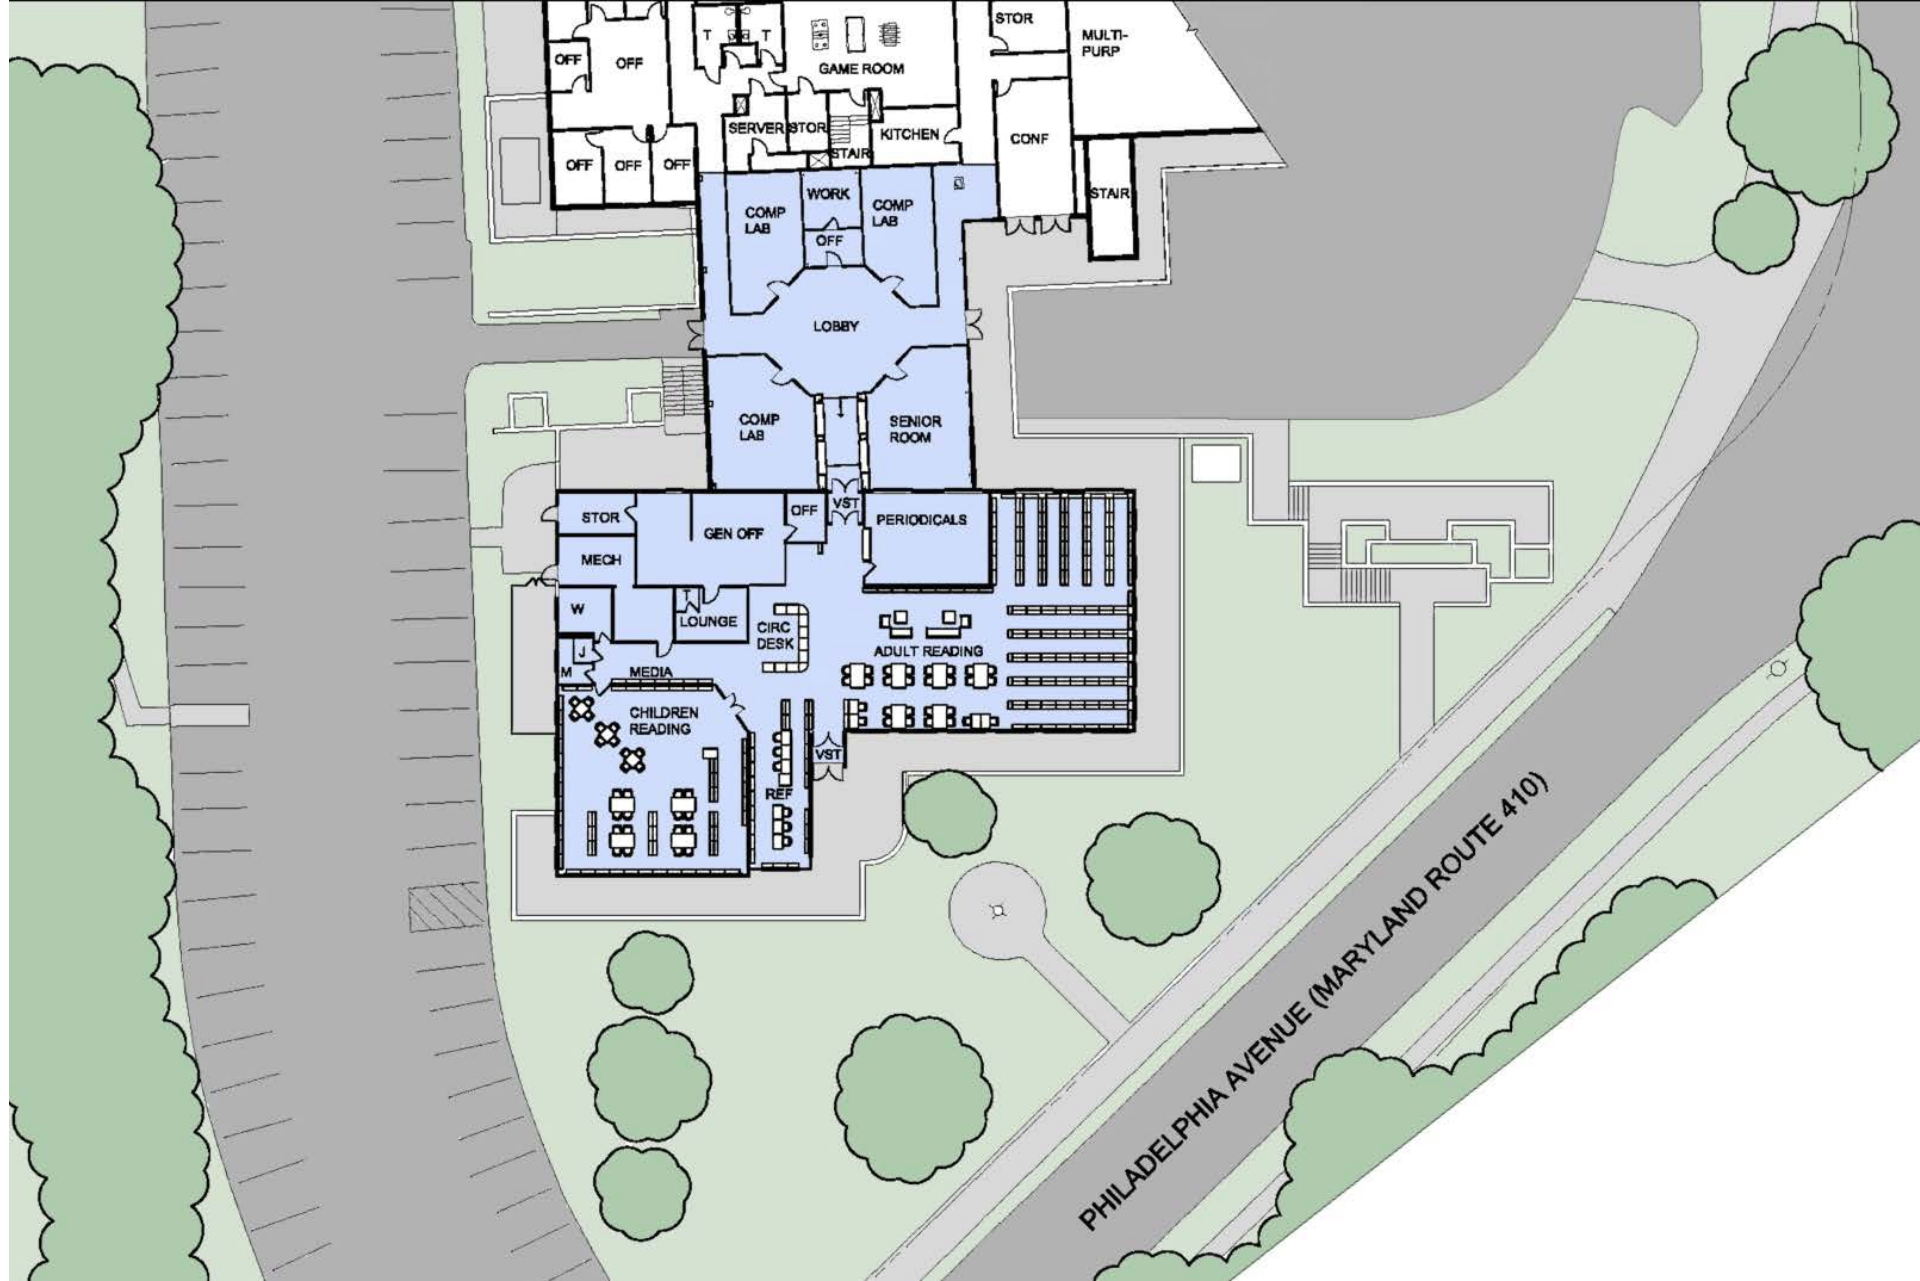 STOR
MULTI-
PURP
OFF
OFF
T
T
GAME ROOM
SERVER
STOR
STAIR
KITCHEN
CONF
OFF
OFF
OFF
STAIR
COMP
LAB
WORK
COMP
LAB
OFF
LOBBY
COMP
LAB
SENIOR
ROOM
STOR
GEN OFF
OFF
VST
PERIODICALS
MECH
W
T
LOUNGE
CIRC
DESK
ADULT READING
J
M
MEDIA
CHILDREN
READING
VST
REF
PHILADELPHIA AVENUE (MARYLAND ROUTE 410)